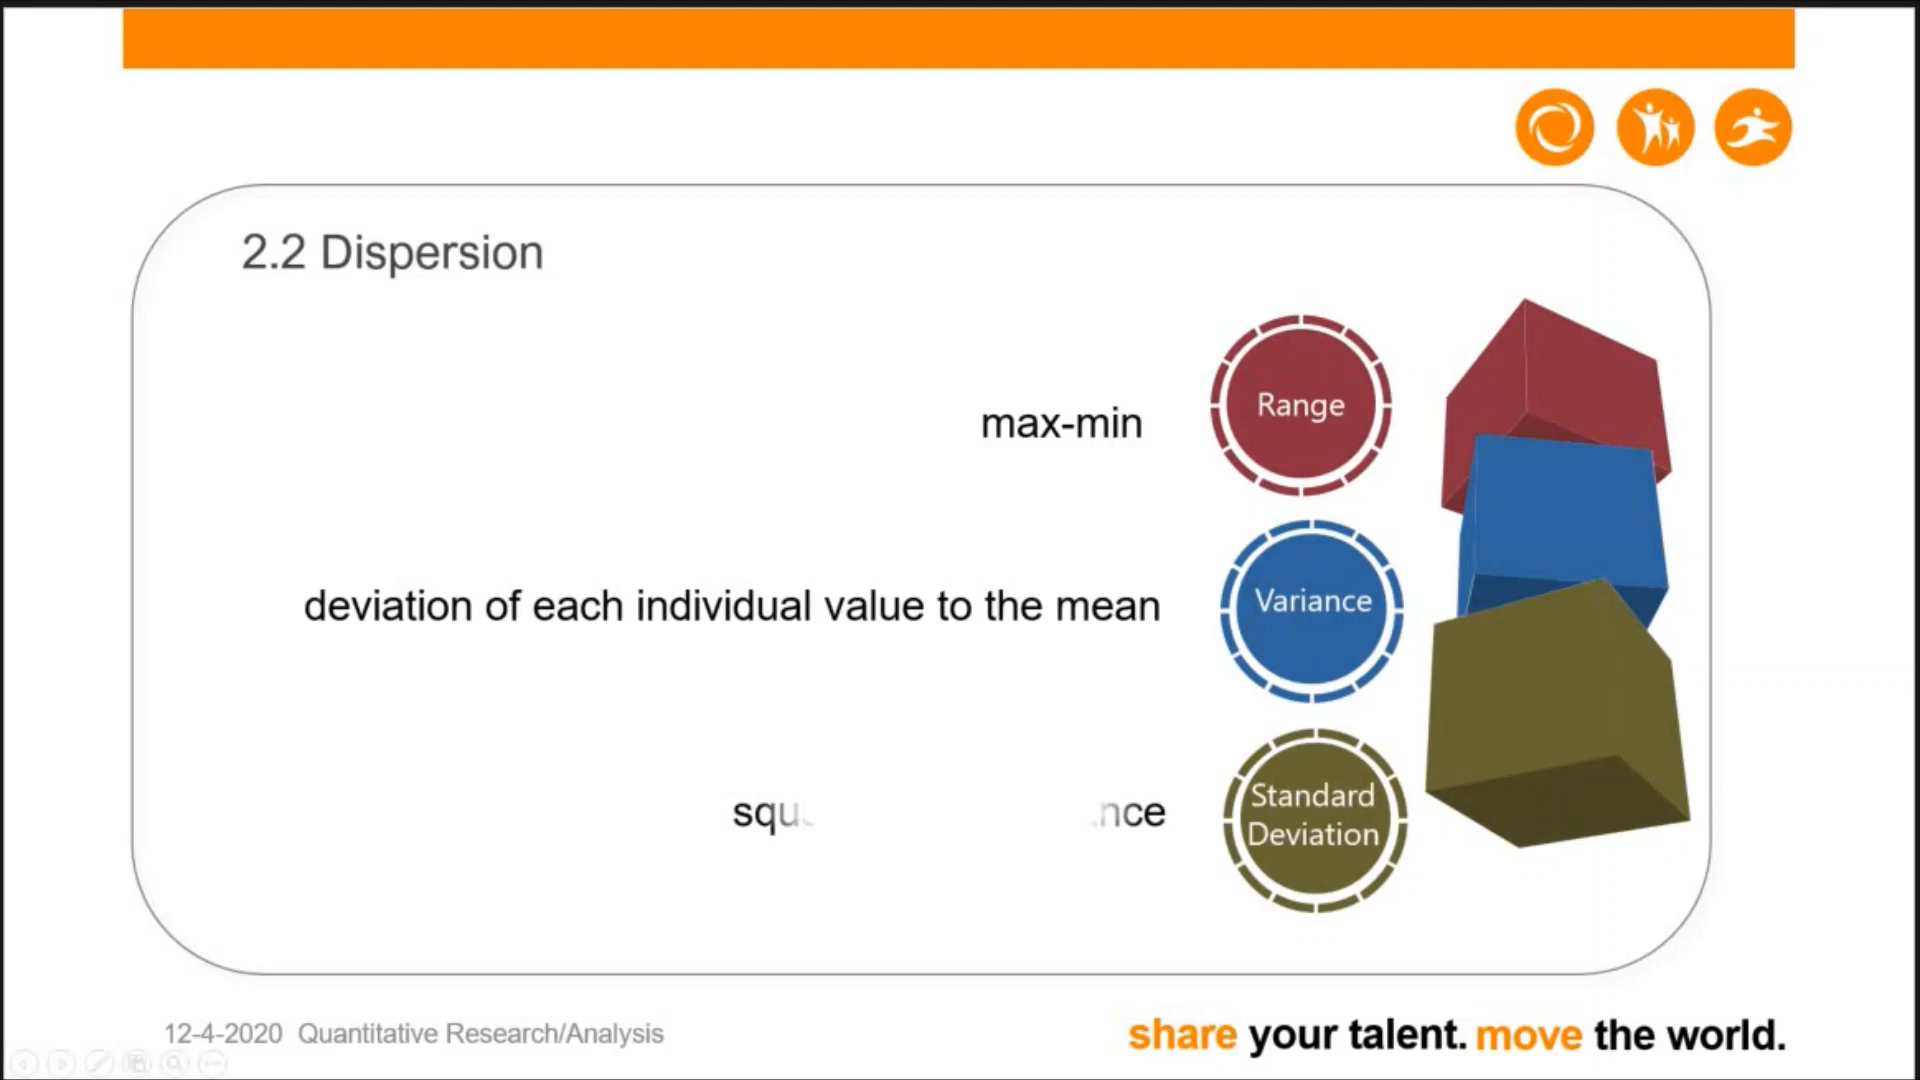 2.2 Dispersion
max-min
Range
deviation of each individual value to the mean
Variance
Standard
Deviation
12-4-2020 Quantitative Research/Analysis
share your talent. move the world.